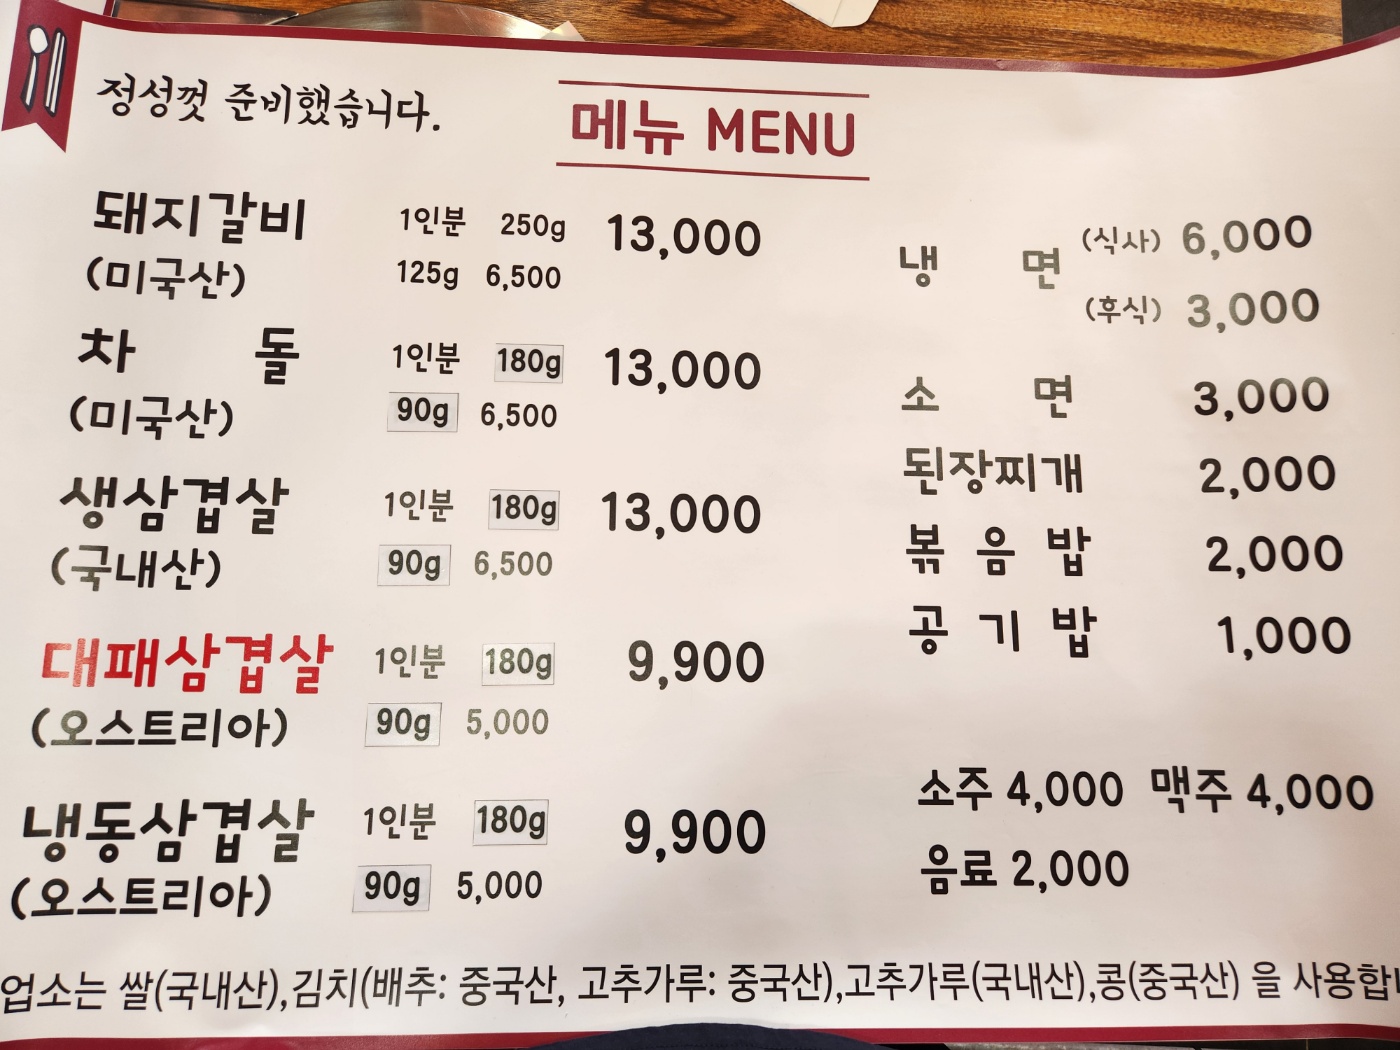 정성껏 준비했습니다.
메뉴 MENU
돼지갈비 1인분 250g 13,000
(미국산) 125g 6,500
차 돌 1인분 180g 13,000
(미국산) 90g 6,500
생삼겹살 1인분 180g 13,000
(국내산) 90g 6,500
대패삼겹살 1인분 180g 9,900
(오스트리아) 90g 5,000
냉동삼겹살 1인분 180g 9,900
(오스트리아) 90g 5,000
냉 면 (식사) 6,000
(후식) 3,000
소 면 3,000
된장찌개 2,000
볶 음 밥 2,000
공 기 밥 1,000
소주 4,000 맥주 4,000
음료 2,000
업소는 쌀(국내산),김치(배추: 중국산, 고추가루: 중국산),고추가루(국내산),콩(중국산) 을 사용합